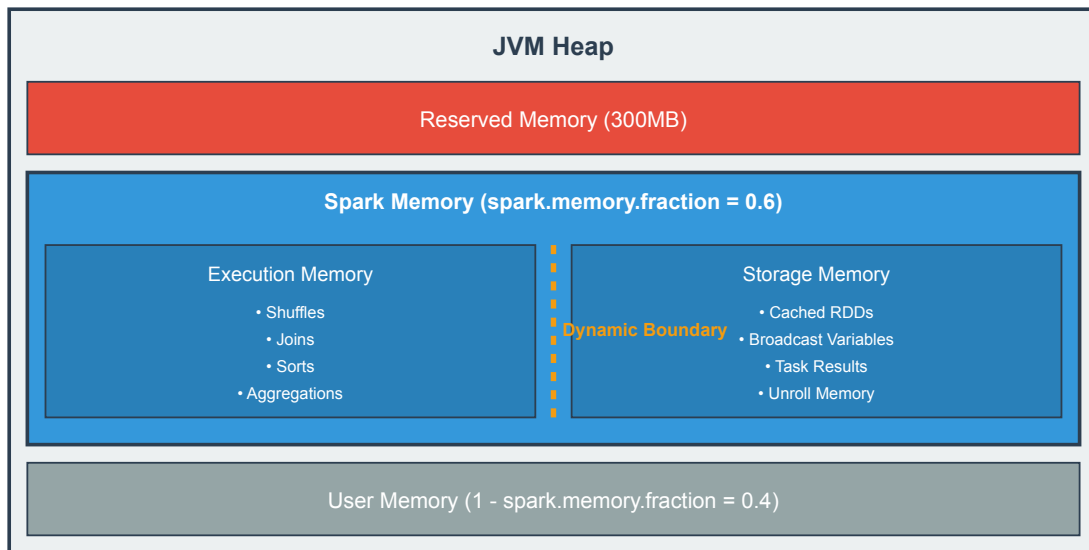 JVM Heap
Reserved Memory (300MB)
Spark Memory (spark.memory.fraction = 0.6)
Execution Memory
• Shuffles
• Joins
• Sorts
• Aggregations
Dynamic Boundary
Storage Memory
• Cached RDDs
• Broadcast Variables
• Task Results
• Unroll Memory
User Memory (1 - spark.memory.fraction = 0.4)